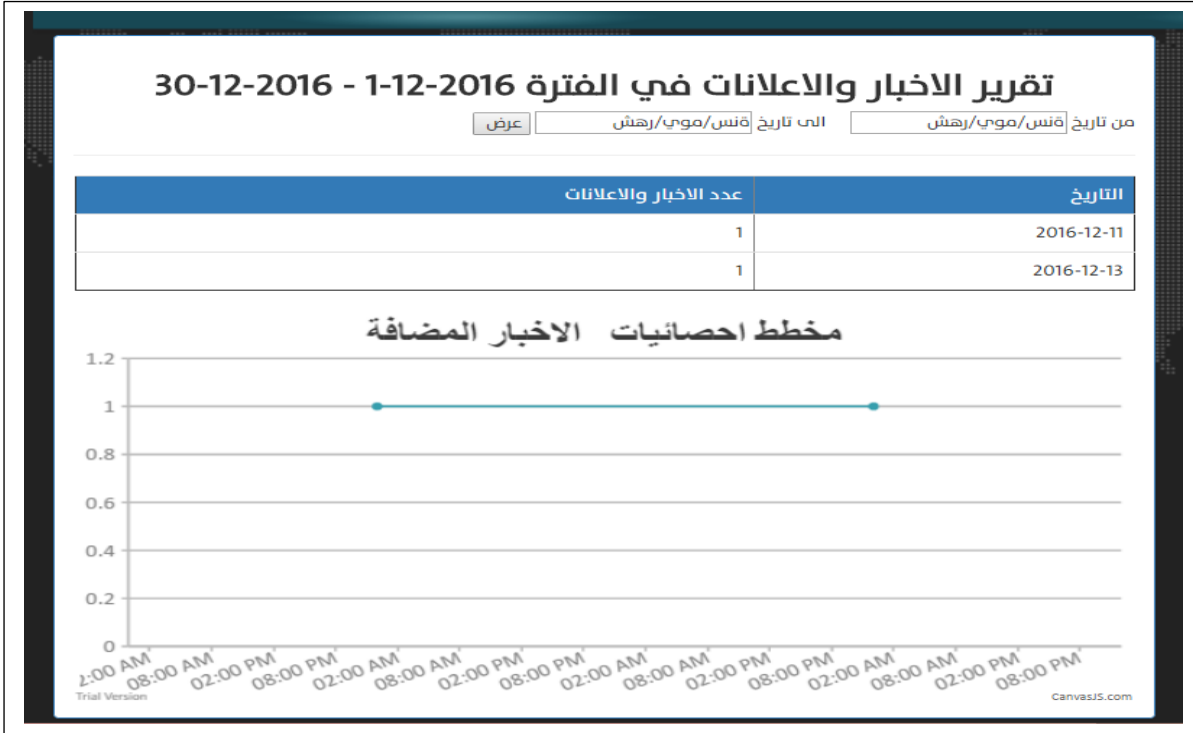 تقرير الاخبار والاعلانات في الفترة 2016-12-1 - 2016-12-30
من تاريخ ةنس/موي/رهش الى تاريخ ةنس/موي/رهش عرض
التاريخ عدد الاخبار والاعلانات
2016-12-11 1
2016-12-13 1
مخطط احصائيات الاخبار المضافة
1.2
1
0.8
0.6
0.4
0.2
0
2:00 AM 08:00 AM 02:00 PM 08:00 PM 02:00 AM 08:00 AM 02:00 PM 08:00 PM 02:00 AM 08:00 AM 02:00 PM 08:00 PM 02:00 AM 08:00 AM 02:00 PM 08:00 PM
Trial Version CanvasJS.com